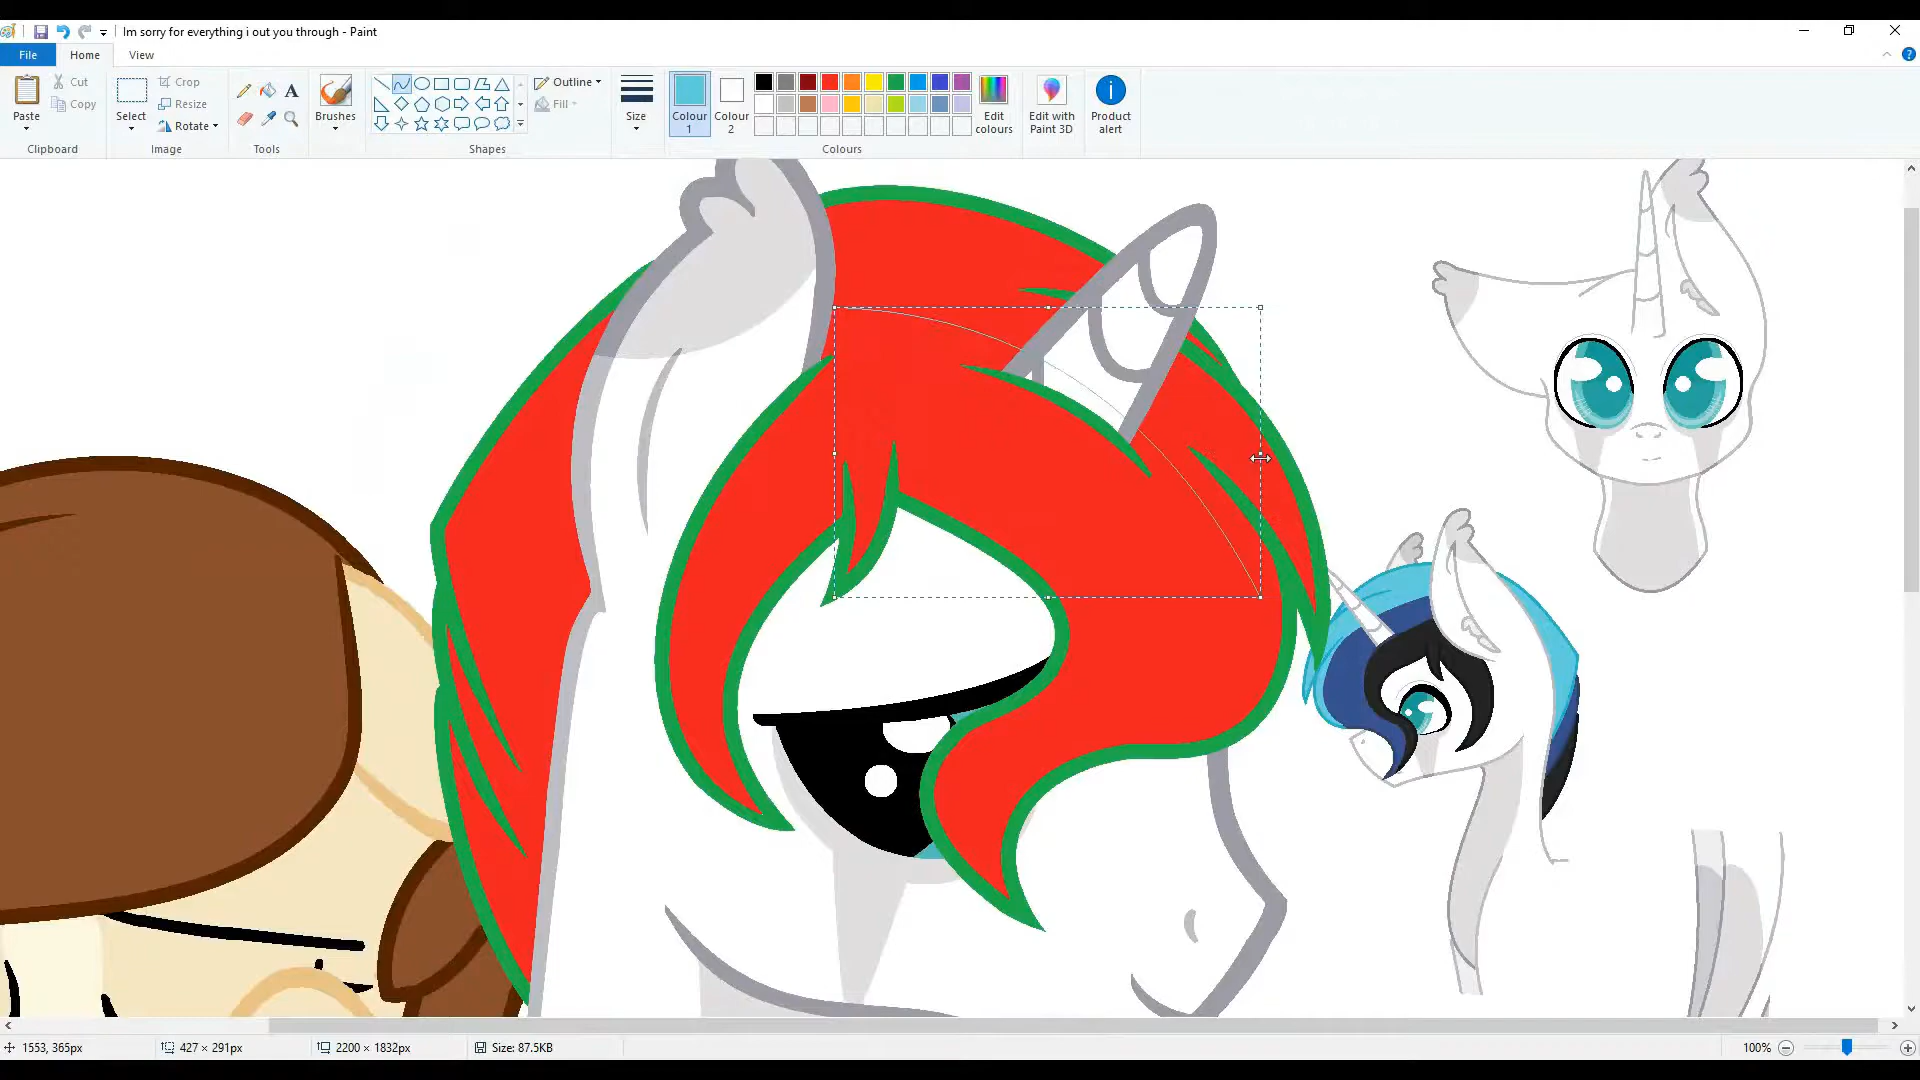 Im sorry for everything i out you through - Paint
File
Home
View
Paste
Cut
Copy
Clipboard
Select
Crop
Resize
Rotate
Image
A
Tools
Brushes
Shapes
Outline
Fill
Size
Colour
1
Colour
2
Edit
colours
Colours
Edit with
Paint 3D
Product
alert
1553, 365px
427 × 291px
2200 × 1832px
Size: 87.5KB
100%